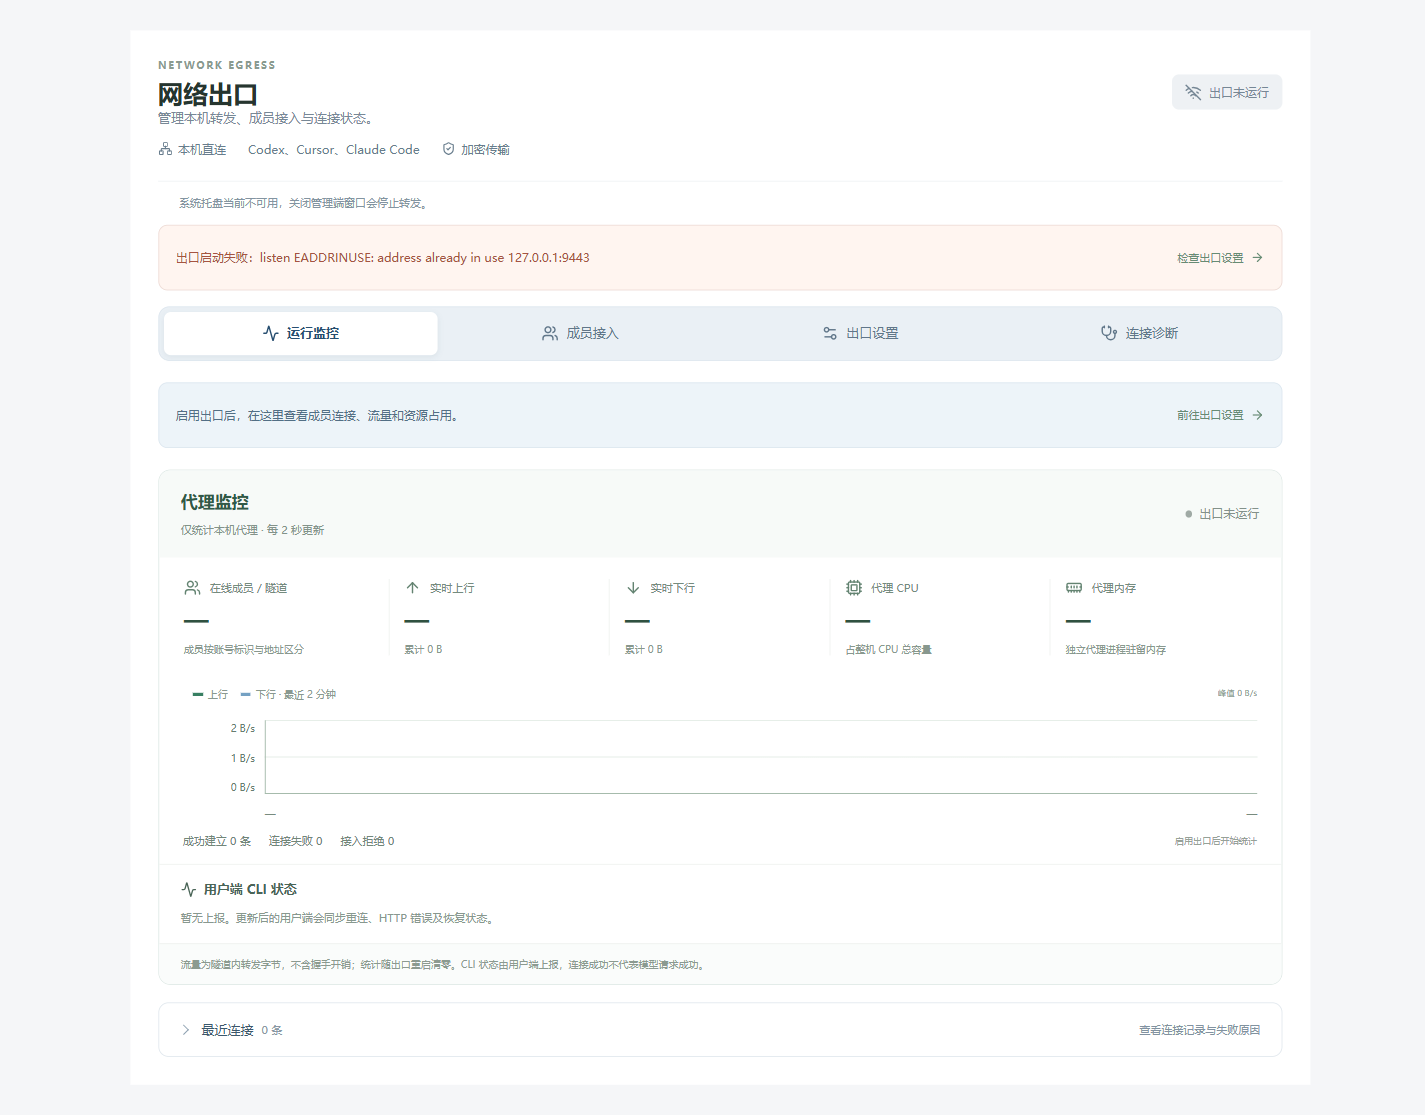 NETWORK EGRESS
网络出口
管理本机转发、成员接入与连接状态。
出口未运行
本机直连 Codex、Cursor、Claude Code 加密传输
系统托盘当前不可用，关闭管理端窗口会停止转发。
出口启动失败：listen EADDRINUSE: address already in use 127.0.0.1:9443
检查出口设置
运行监控 成员接入 出口设置 连接诊断
启用出口后，在这里查看成员连接、流量和资源占用。
前往出口设置
代理监控
仅统计本机代理 · 每 2 秒更新
出口未运行
在线成员 / 隧道 实时上行 实时下行 代理 CPU 代理内存
— — — — —
成员按账号标识与地址区分 累计 0 B 累计 0 B 占整机 CPU 总容量 独立代理进程驻留内存
上行 下行 · 最近 2 分钟
峰值 0 B/s
2 B/s
1 B/s
0 B/s
— —
成功建立 0 条 连接失败 0 接入拒绝 0
启用出口后开始统计
用户端 CLI 状态
暂无上报。更新后的用户端会同步重连、HTTP 错误及恢复状态。
流量为隧道内转发字节，不含握手开销；统计随出口重启清零。CLI 状态由用户端上报，连接成功不代表模型请求成功。
最近连接 0 条
查看连接记录与失败原因